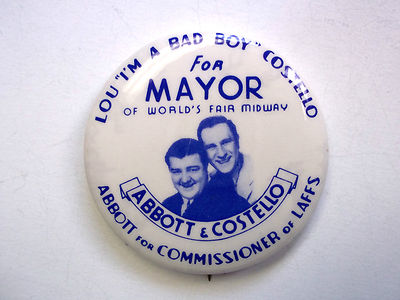 LOU "I'M A BAD BOY" COSTELLO
FOR
MAYOR
OF WORLD'S FAIR MIDWAY
ABBOTT & COSTELLO
ABBOTT FOR COMMISSIONER OF LAFFS